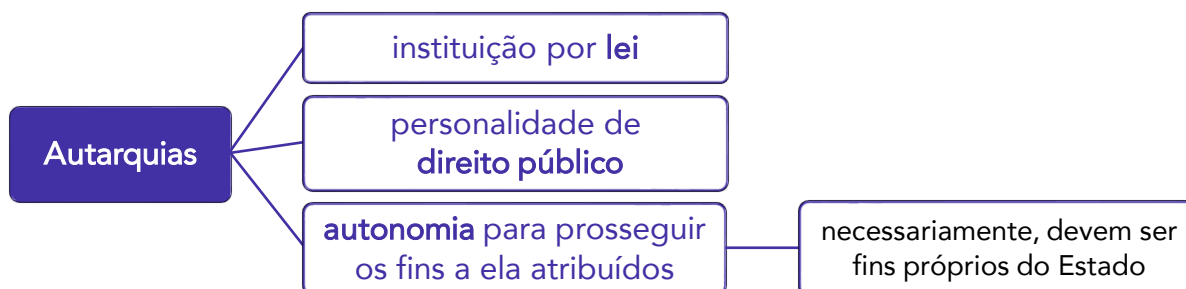 Autarquias
instituição por lei
personalidade de
direito público
autonomia para prosseguir
os fins a ela atribuídos
necessariamente, devem ser
fins próprios do Estado